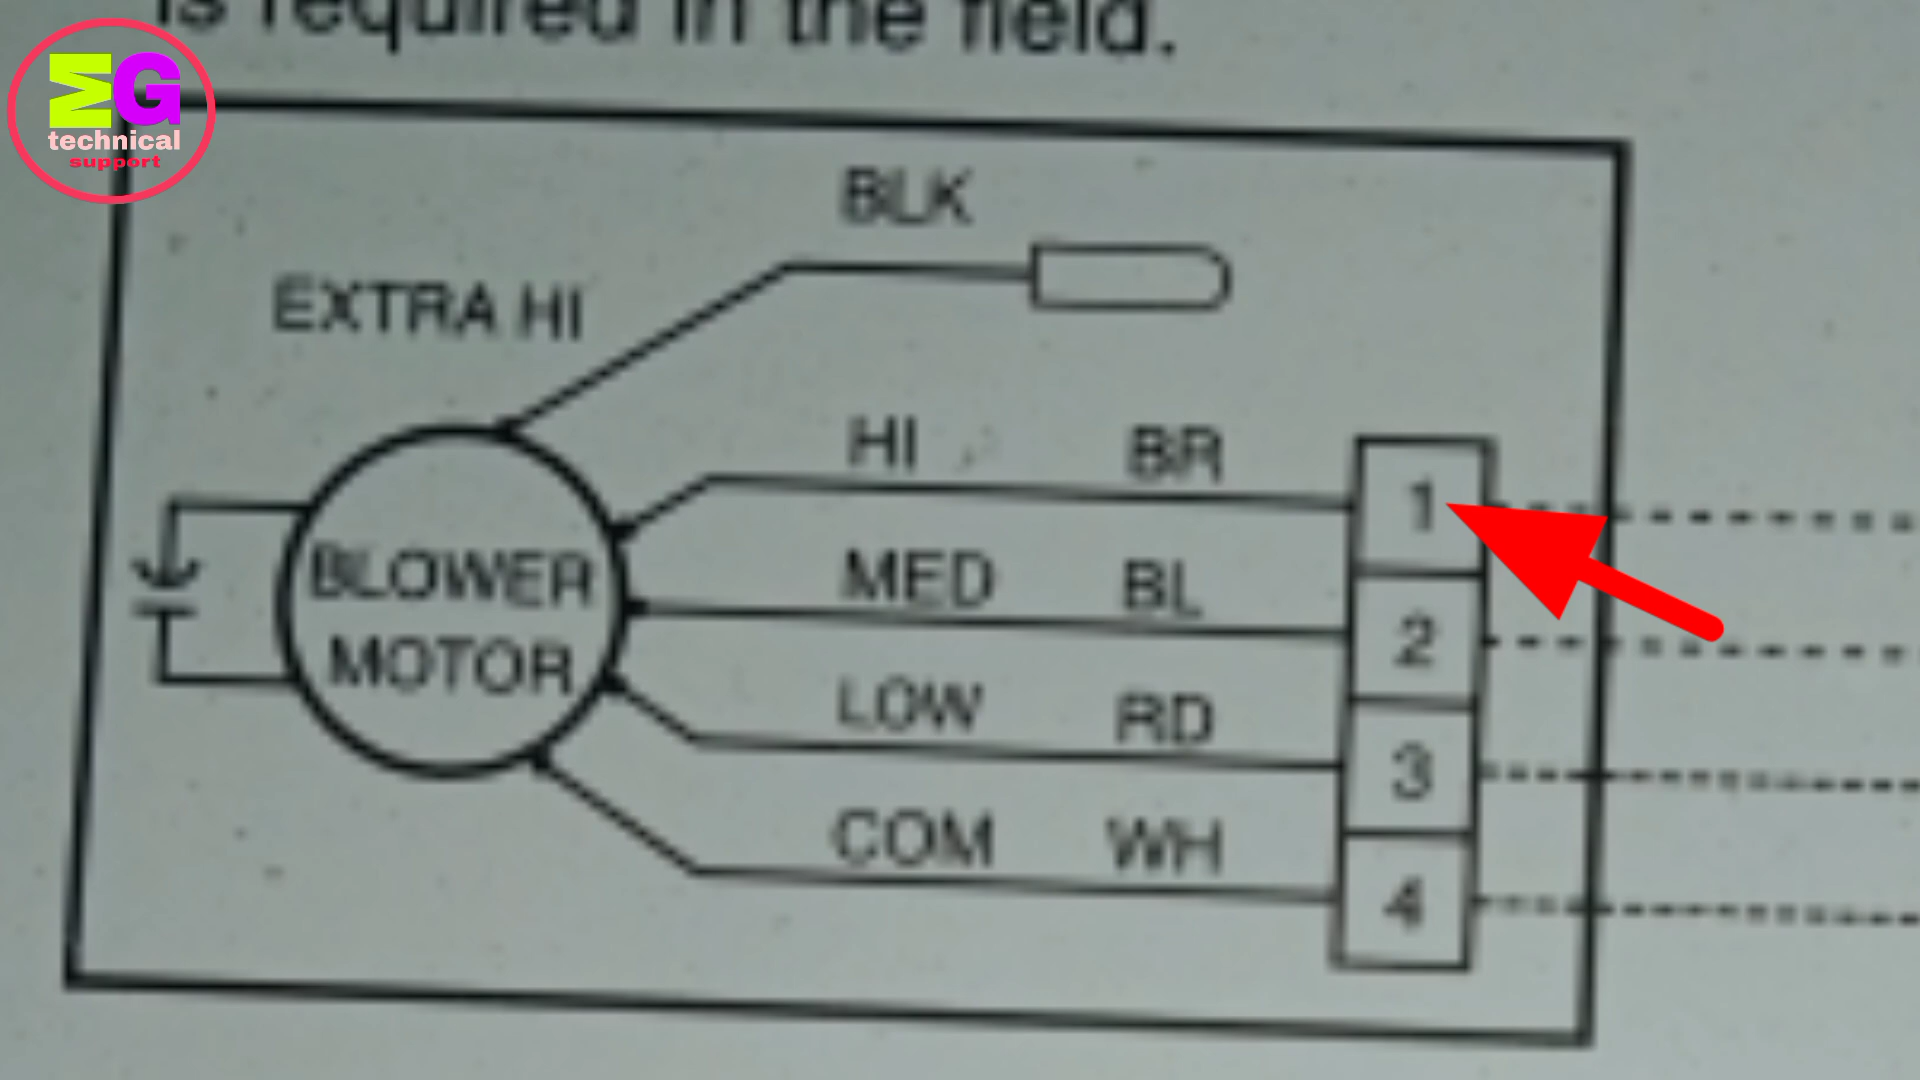 is required in the field.
MG
technical
support
BLK
EXTRA HI
HI BR
1
BLOWER
MOTOR
MED BL
2
LOW RD
3
COM WH
4